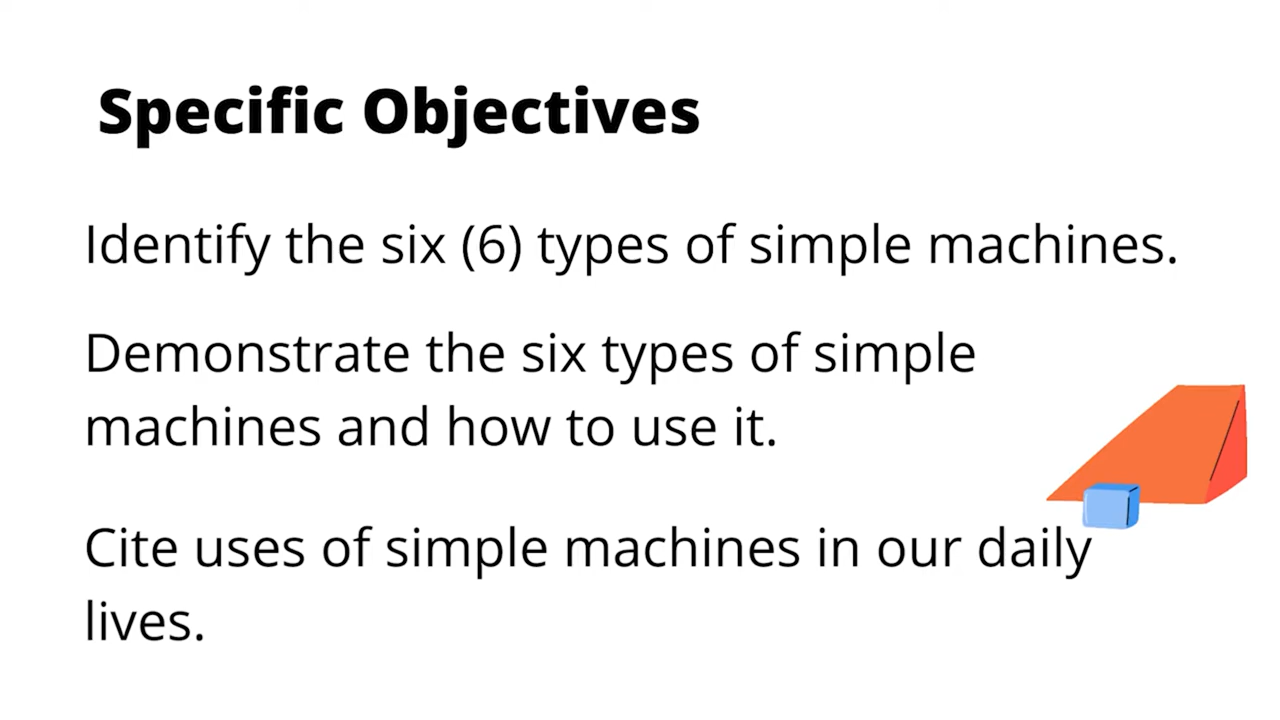 Specific Objectives
Identify the six (6) types of simple machines.
Demonstrate the six types of simple
machines and how to use it.
Cite uses of simple machines in our daily
lives.